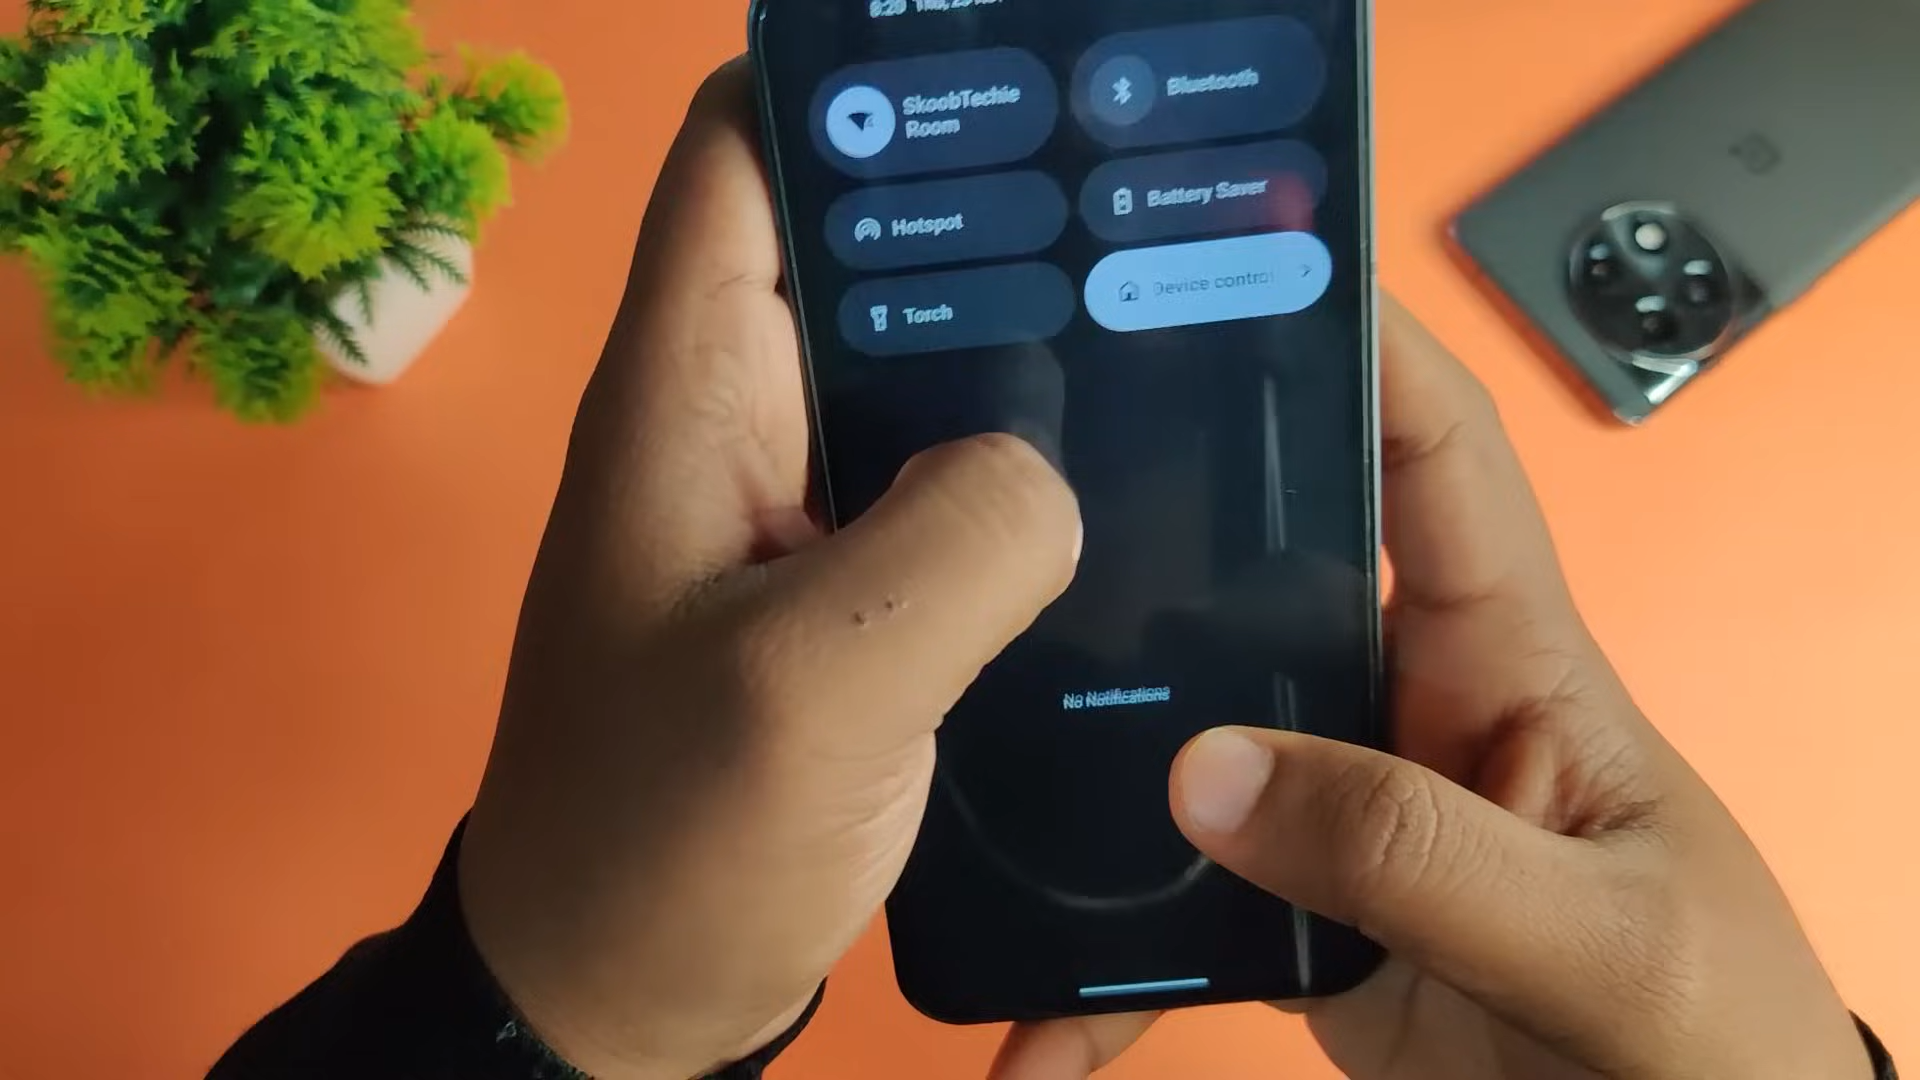 SkoobTechie
Room
Bluetooth
Hotspot
Battery Saver
Torch
Device control
No Notifications